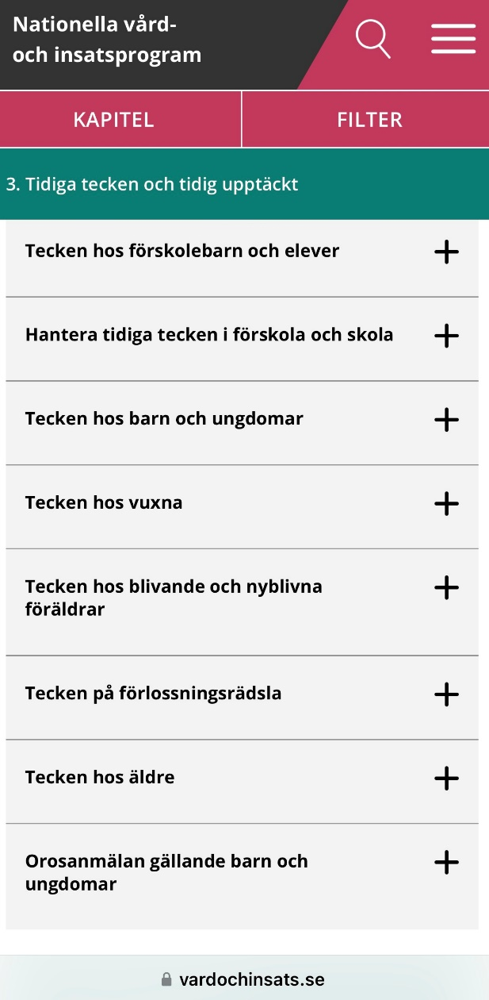 Nationella vård-
och insatsprogram
KAPITEL
FILTER
3. Tidiga tecken och tidig upptäckt
Tecken hos förskolebarn och elever
Hantera tidiga tecken i förskola och skola
Tecken hos barn och ungdomar
Tecken hos vuxna
Tecken hos blivande och nyblivna
föräldrar
Tecken på förlossningsrädsla
Tecken hos äldre
Orosanmälan gällande barn och
ungdomar
vardochinsats.se